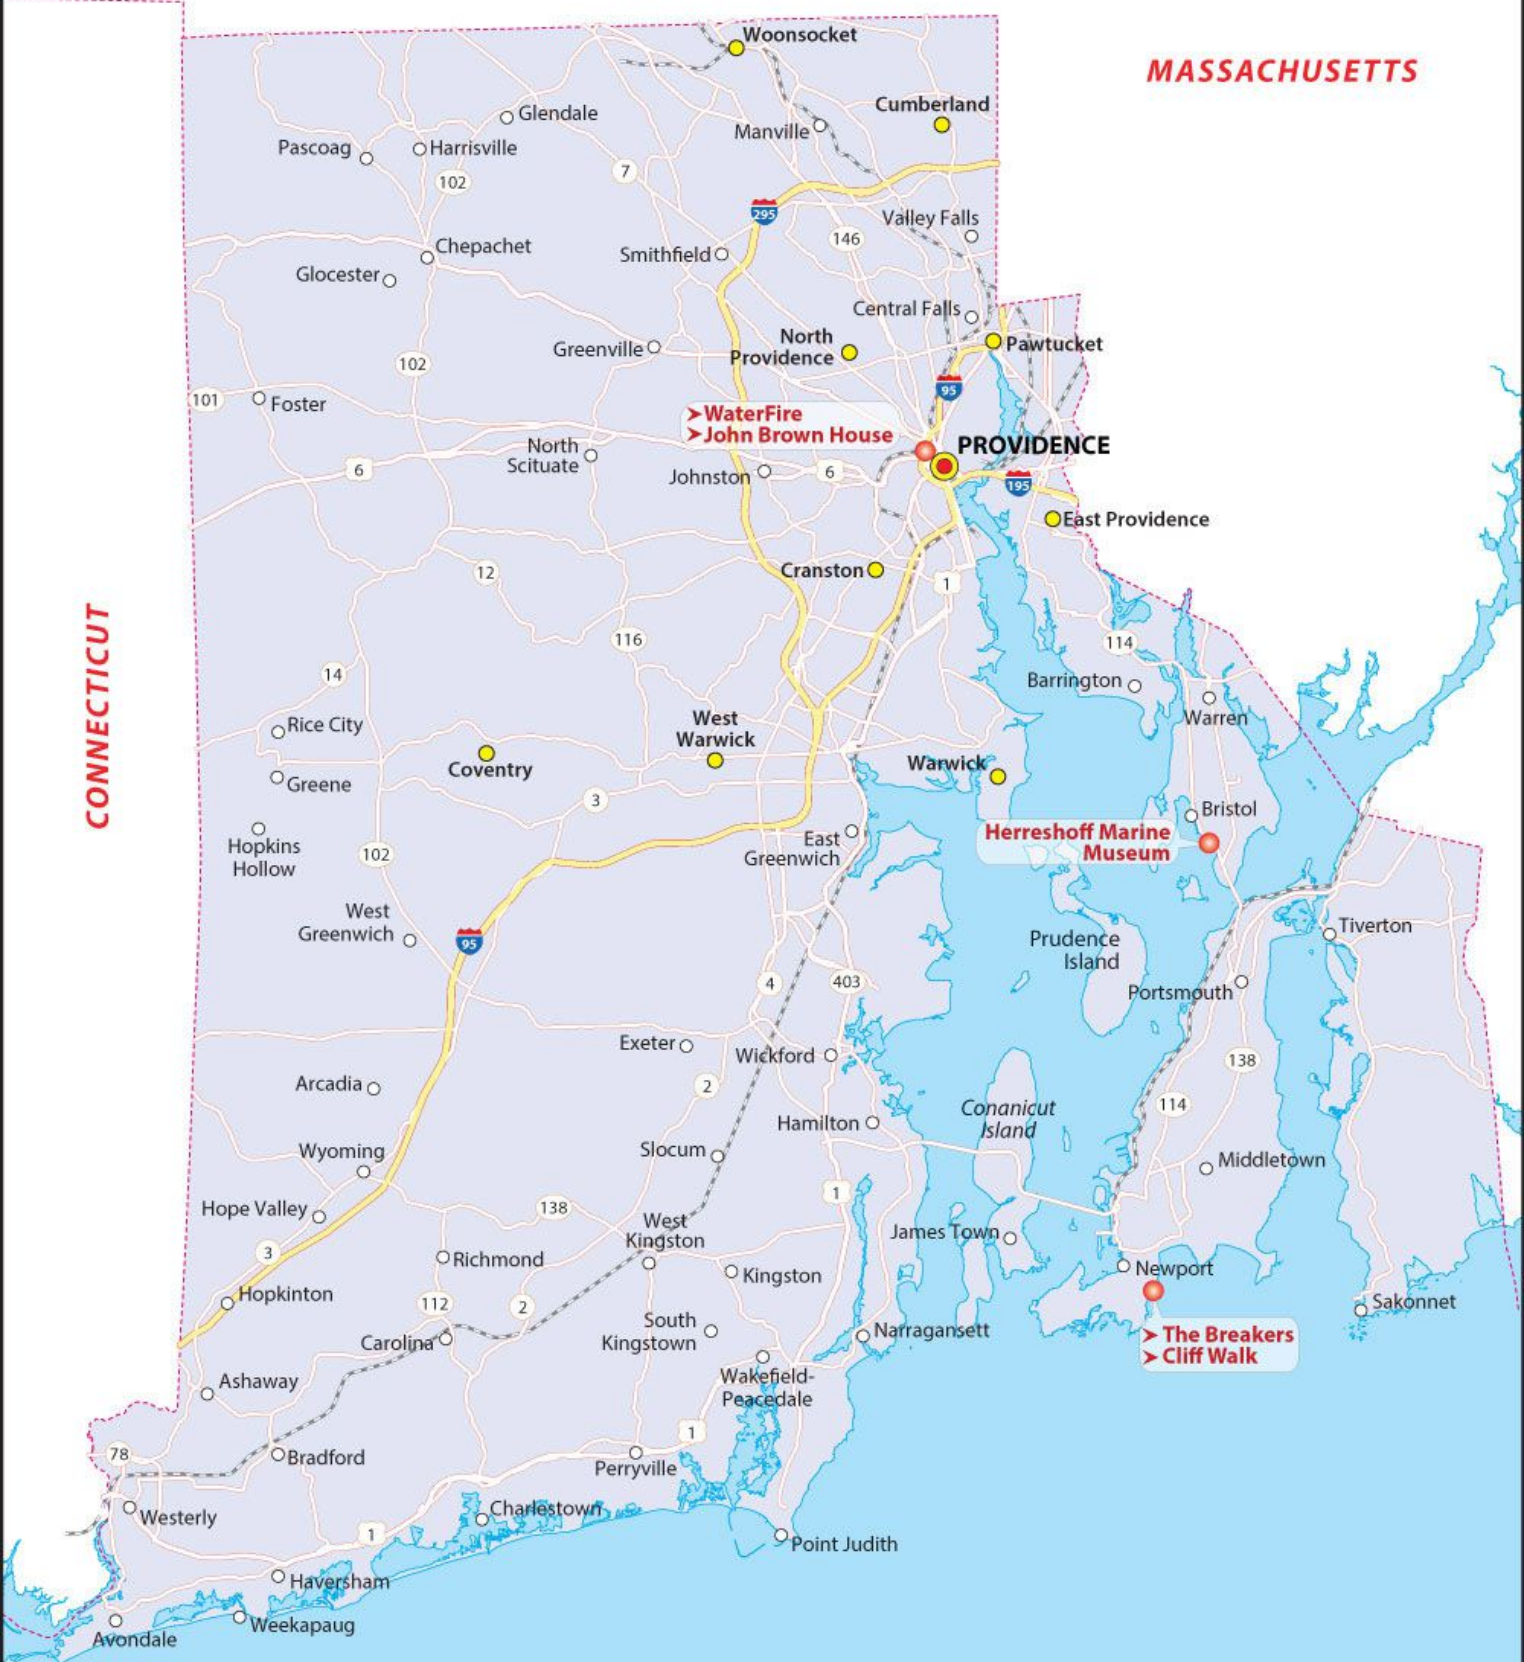 Woonsocket
MASSACHUSETTS
Cumberland
Glendale
Manville
Pascoag
Harrisville
7
102
295
Valley Falls
146
Chepachet
Smithfield
Glocester
Central Falls
North
Providence
Pawtucket
Greenville
102
95
101
Foster
➤WaterFire
➤John Brown House
PROVIDENCE
North
Scituate
6
Johnston
6
195
East Providence
12
Cranston
1
116
114
CONNECTICUT
14
Barrington
Warren
Rice City
West
Warwick
Coventry
Warwick
Greene
3
Bristol
Hopkins
Hollow
102
East
Greenwich
Herreshoff Marine
Museum
West
Greenwich
95
Tiverton
Prudence
Island
4
403
Portsmouth
Exeter
Wickford
138
Arcadia
2
114
Conanicut
Island
Hamilton
Wyoming
Slocum
Middletown
1
Hope Valley
138
West
Kingston
James Town
3
Richmond
Kingston
Newport
Hopkinton
112
2
Sakonnet
South
Kingstown
Carolina
Narragansett
➤ The Breakers
➤ Cliff Walk
Ashaway
Wakefield-
Peacedale
1
78
Bradford
Perryville
Westerly
Charlestown
1
Point Judith
Haversham
Weekapaug
Avondale